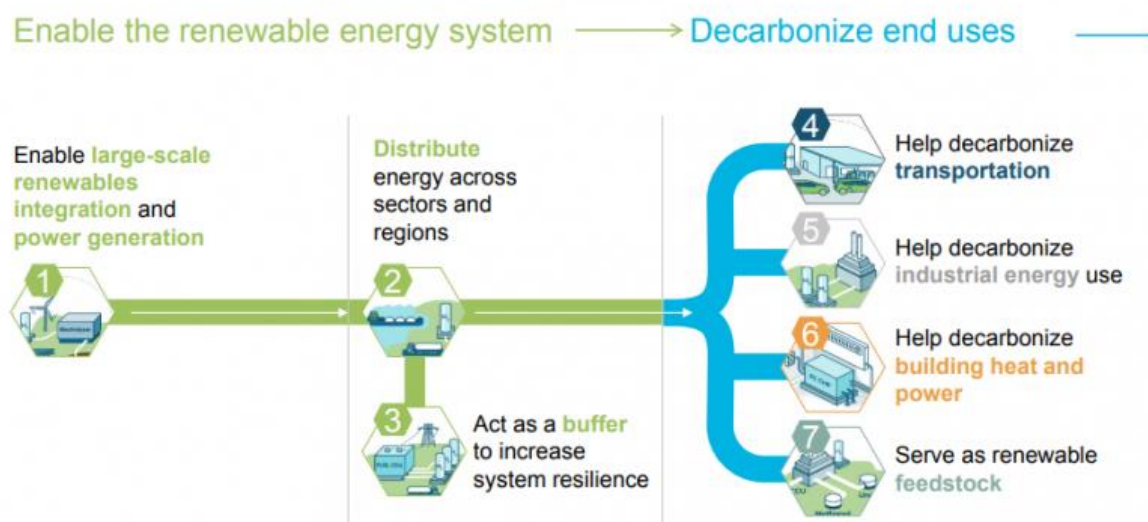 Enable the renewable energy system
Decarbonize end uses
Enable large-scale
renewables
integration and
power generation
1
Distribute
energy across
sectors and
regions
2
3
Act as a buffer
to increase
system resilience
4
Help decarbonize
transportation
5
Help decarbonize
industrial energy use
6
Help decarbonize
building heat and
power
7
Serve as renewable
feedstock